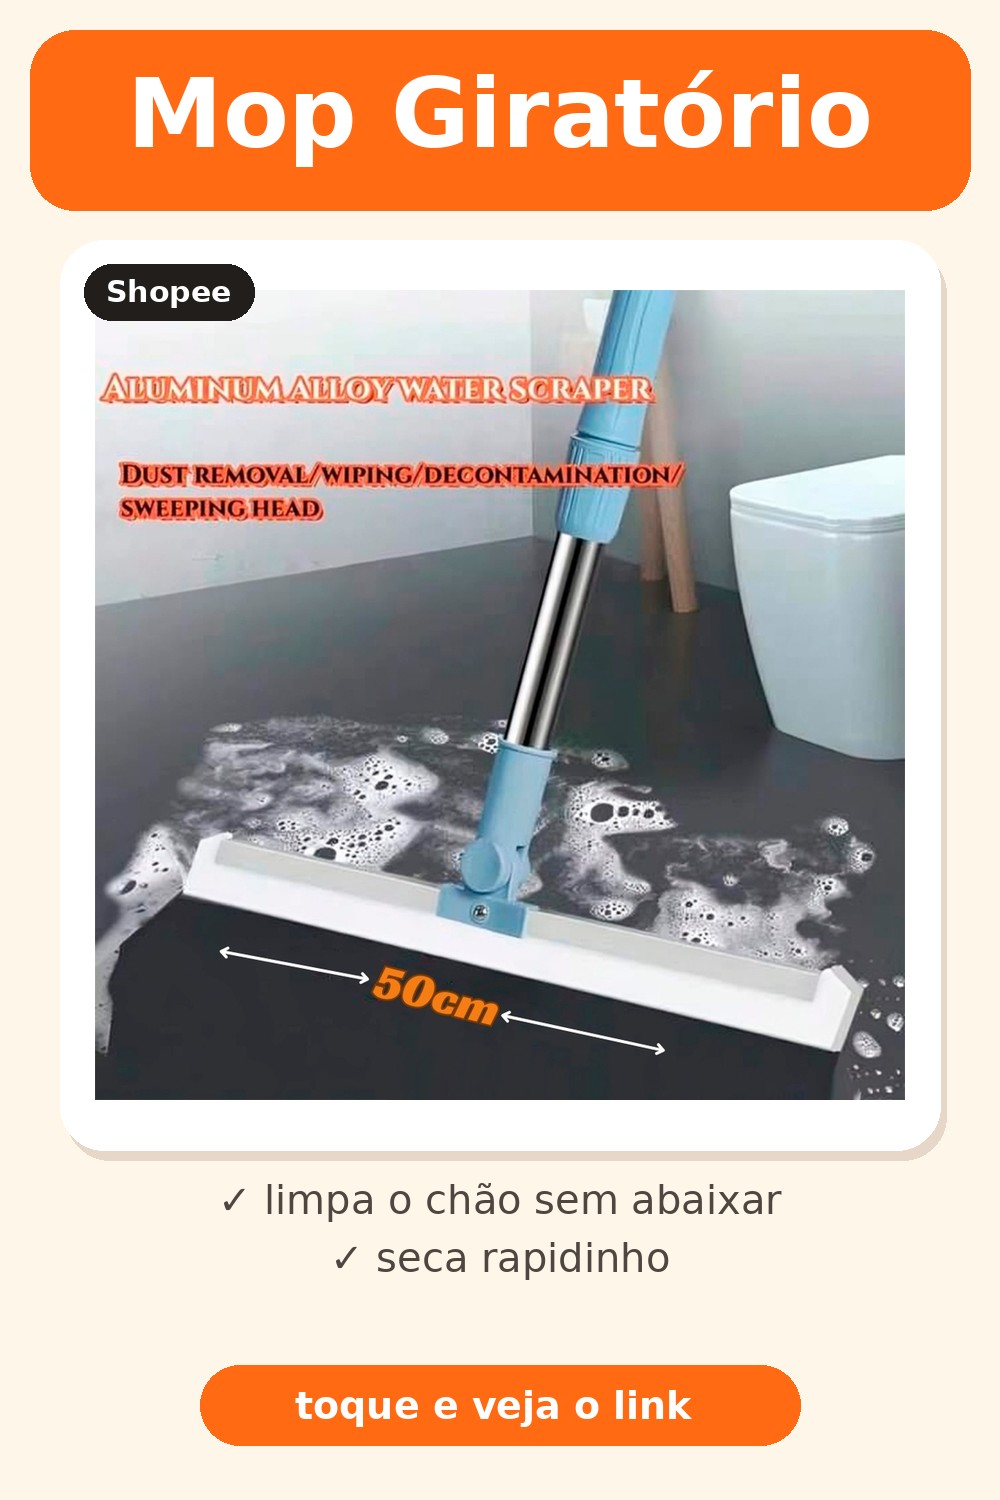 Mop Giratório
Shopee
ALUMINUM ALLOY WATER SCRAPER
DUST REMOVAL/WIPING/DECONTAMINATION/
SWEEPING HEAD
50cm
✓ limpa o chão sem abaixar
✓ seca rapidinho
toque e veja o link